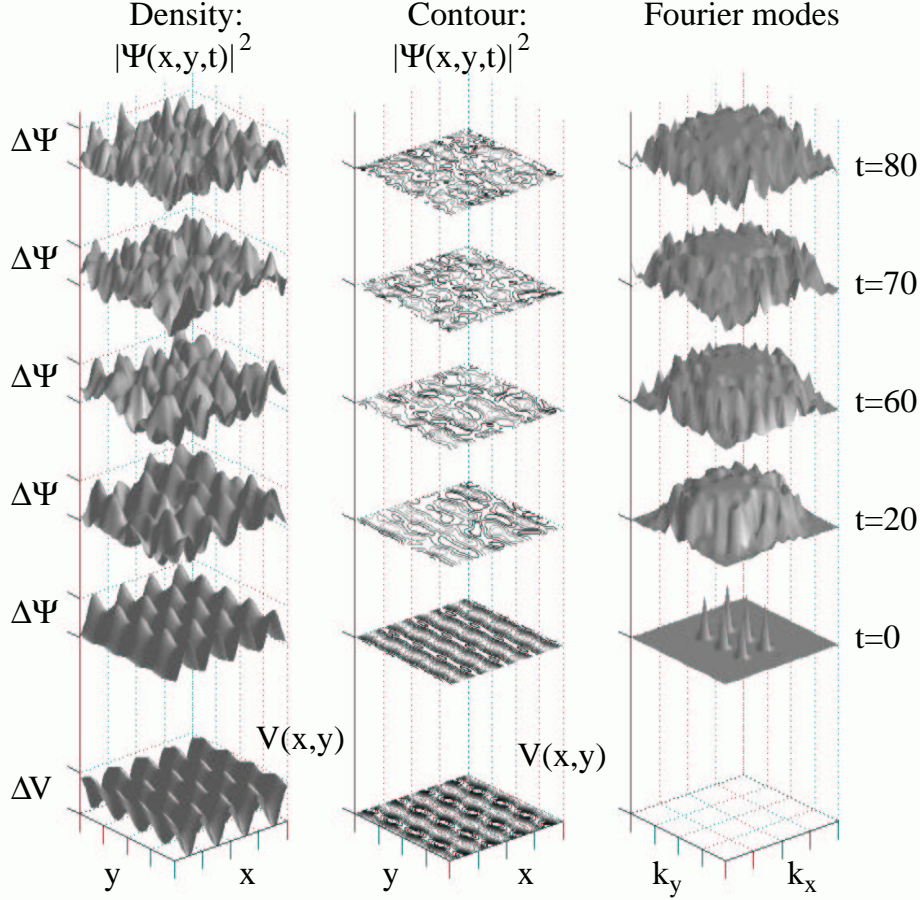 Density:
|Ψ(x,y,t)|²
Contour:
|Ψ(x,y,t)|²
Fourier modes
ΔΨ
t=80
ΔΨ
t=70
ΔΨ
t=60
ΔΨ
t=20
ΔΨ
t=0
V(x,y)
V(x,y)
ΔV
y
x
y
x
k_y
k_x